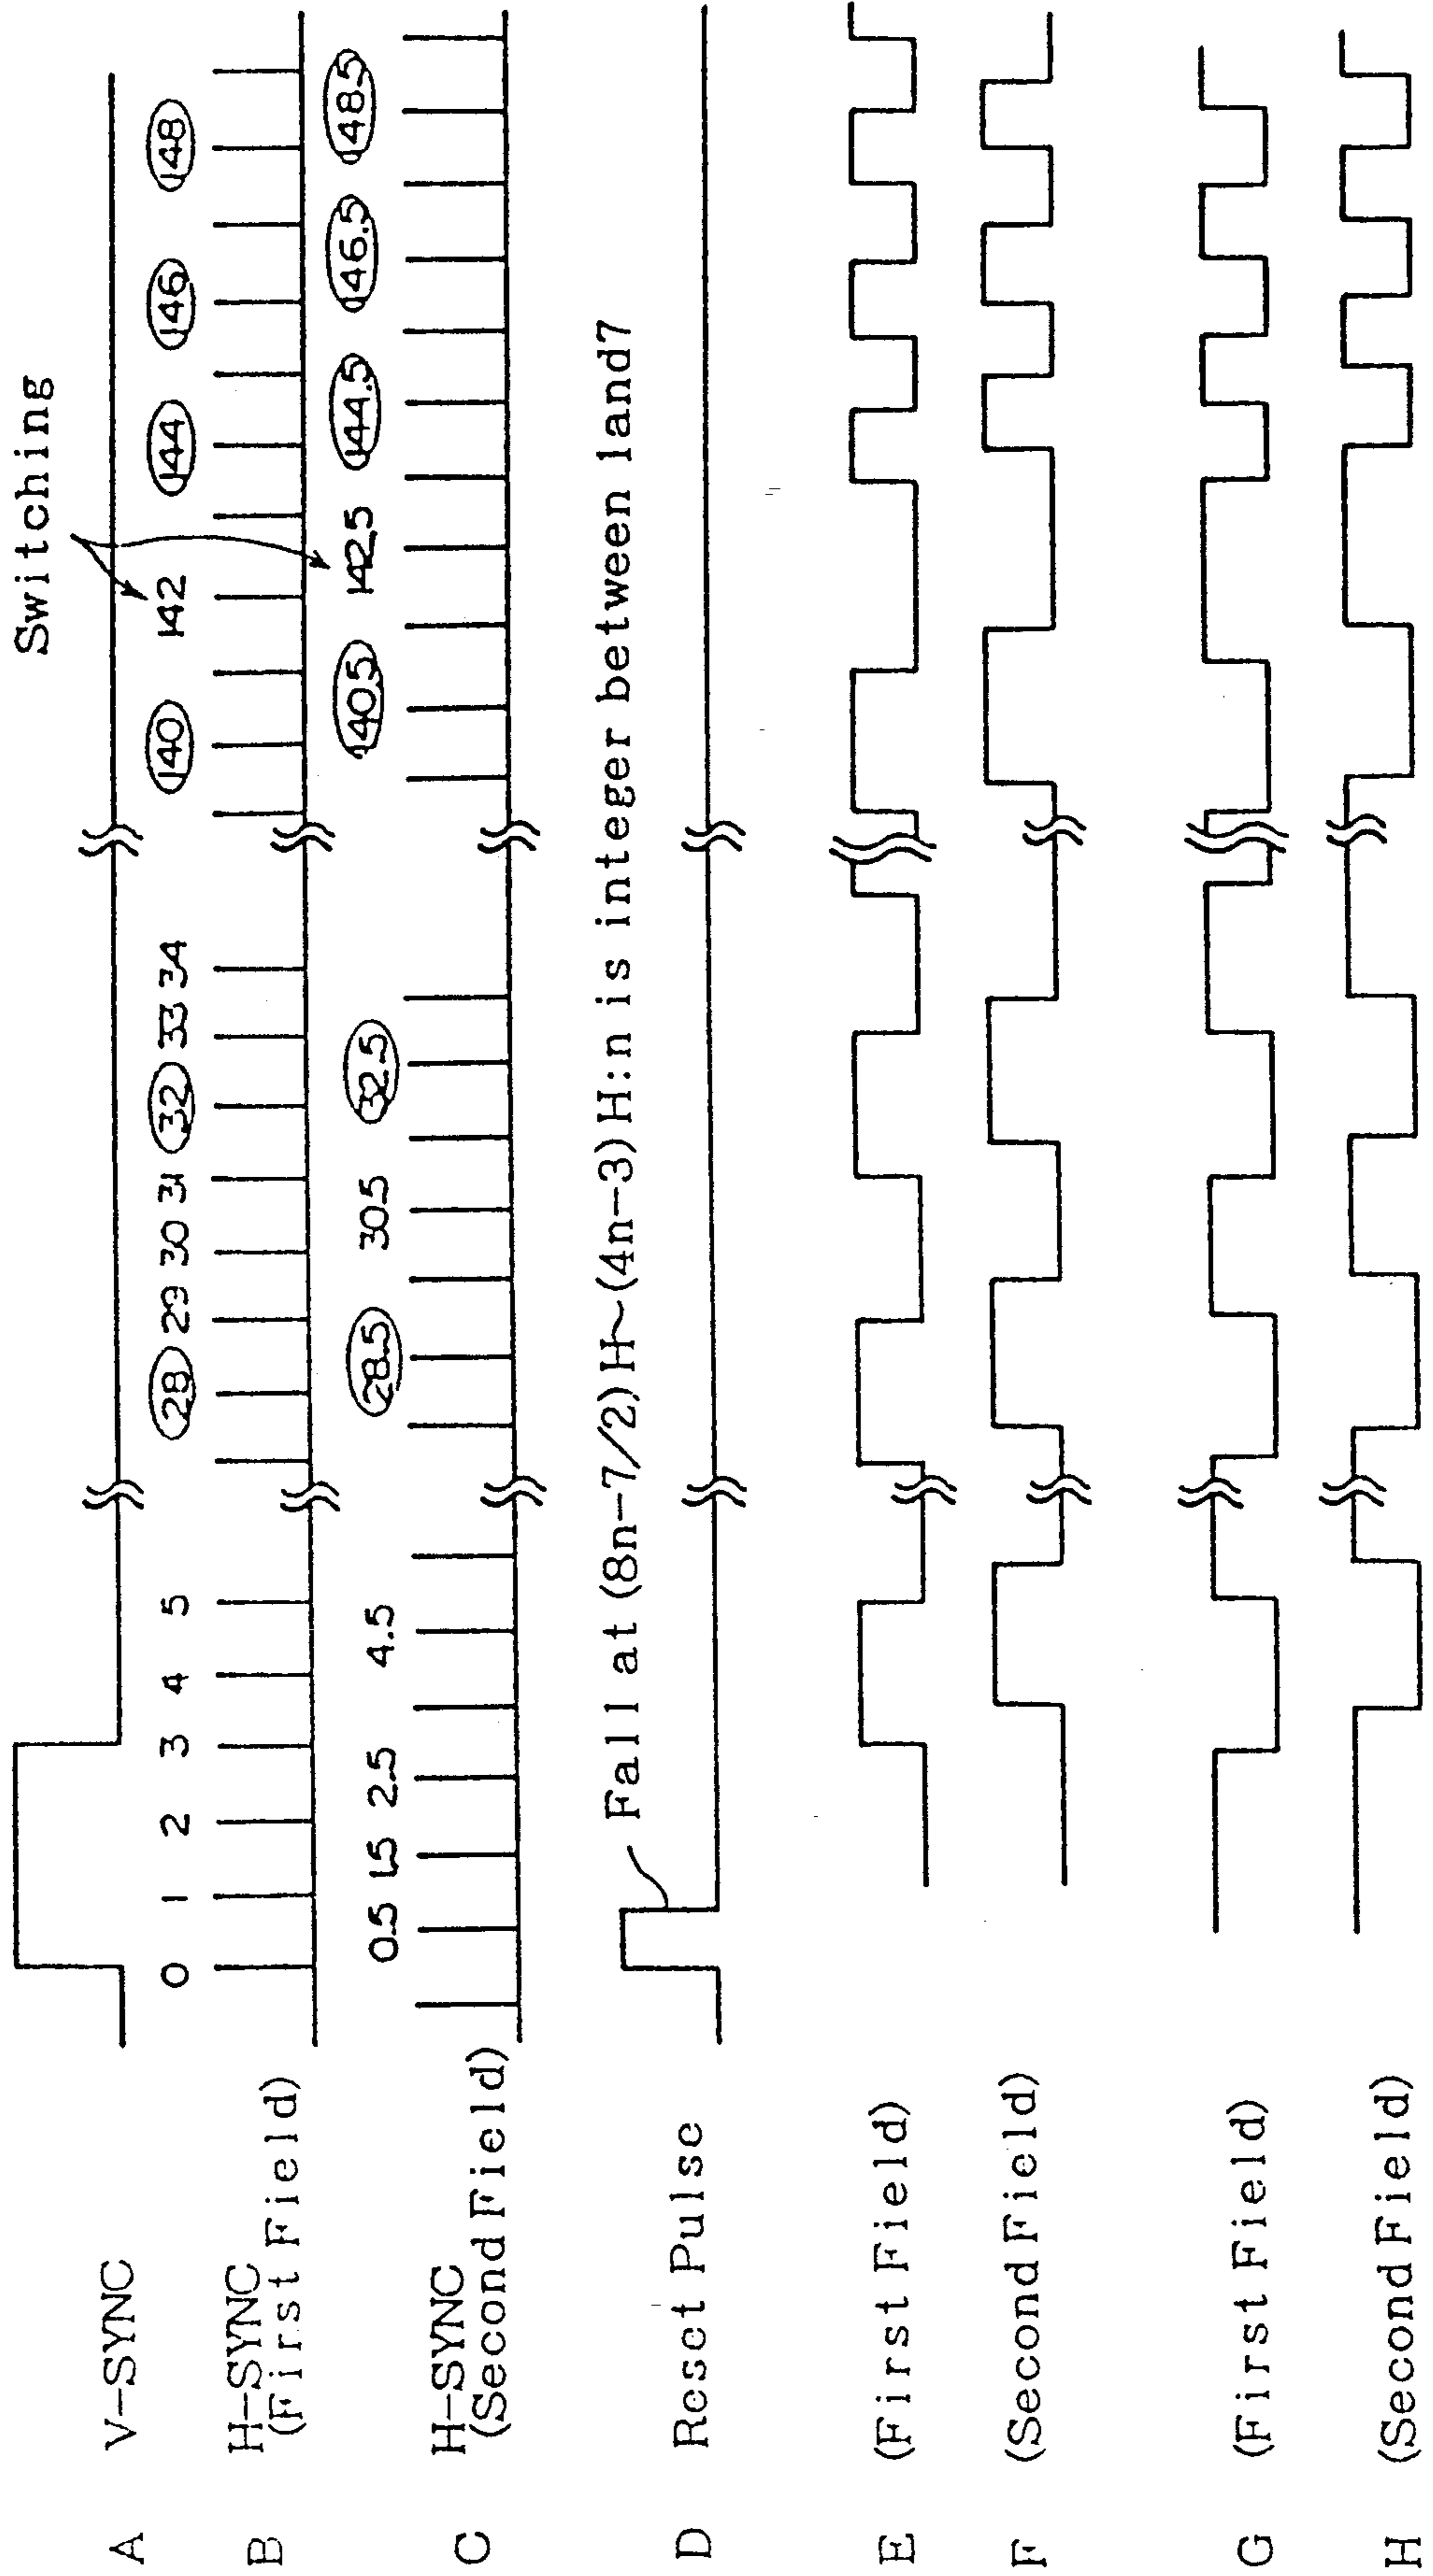 Switching
A V-SYNC
0 1 2 3 4 5 28 29 30 31 32 33 34 140 142 144 146 148
B H-SYNC
(First Field)
0.5 1.5 2.5 4.5 28.5 30.5 32.5 140.5 142.5 144.5 146.5 148.5
C H-SYNC
(Second Field)
Fall at (8n-7/2)H~(4n-3)H:n is integer between 1and7
D Reset Pulse
E (First Field)
F (Second Field)
G (First Field)
H (Second Field)